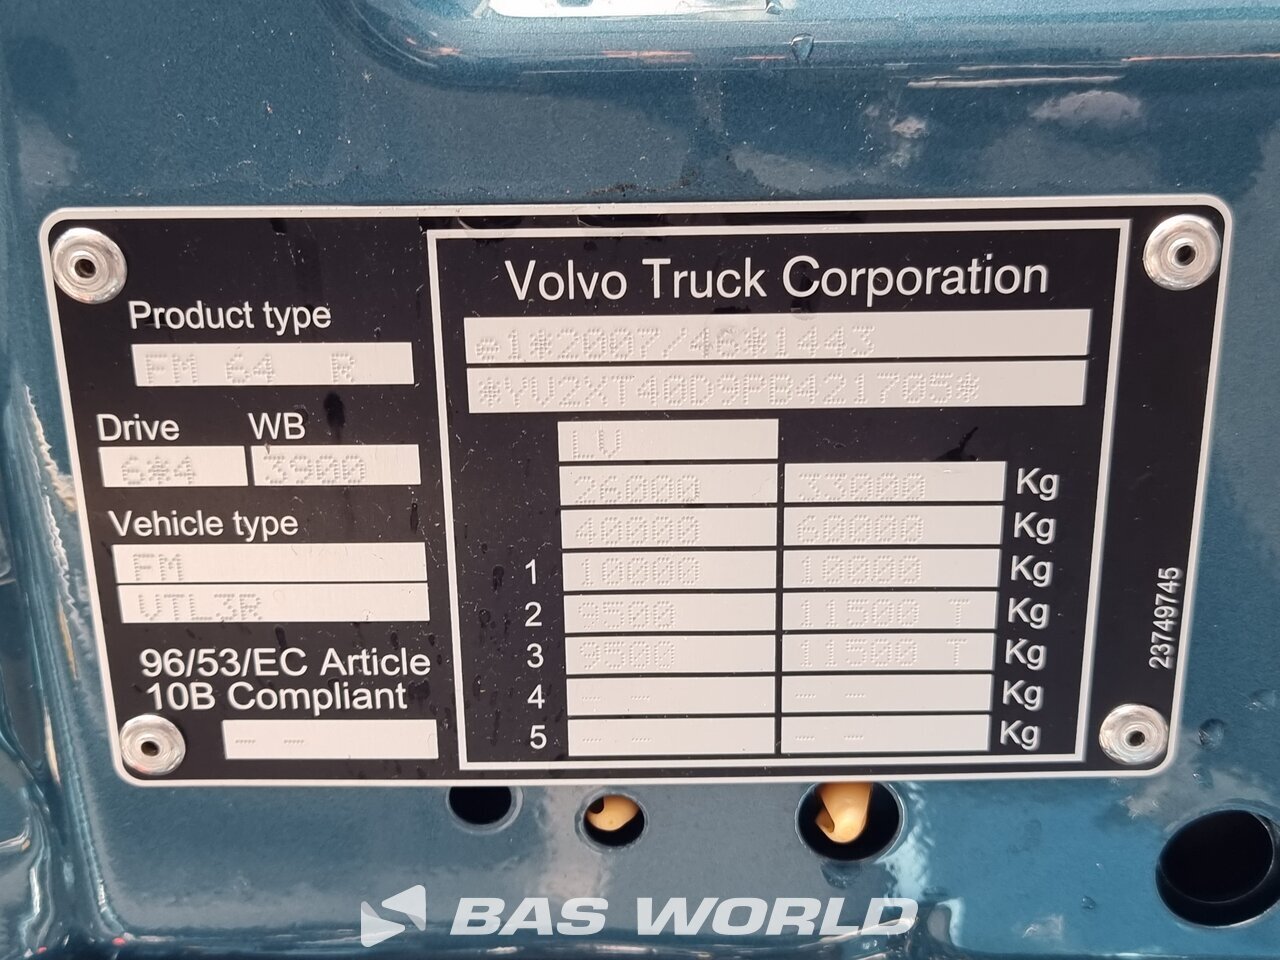 Volvo Truck Corporation
Product type
FM 64 R
e1*2007/46*1443
*YV2XT40D9PB421705*
Drive WB
6*4 3900
LV
26000 33000 Kg
40000 60000 Kg
Vehicle type
FM
VTL3R
1 10000 10000 Kg
2 9500 11500 T Kg
3 9500 11500 T Kg
4 -- -- -- -- Kg
5 -- -- -- -- Kg
96/53/EC Article
10B Compliant
-- --
23749745
BAS WORLD